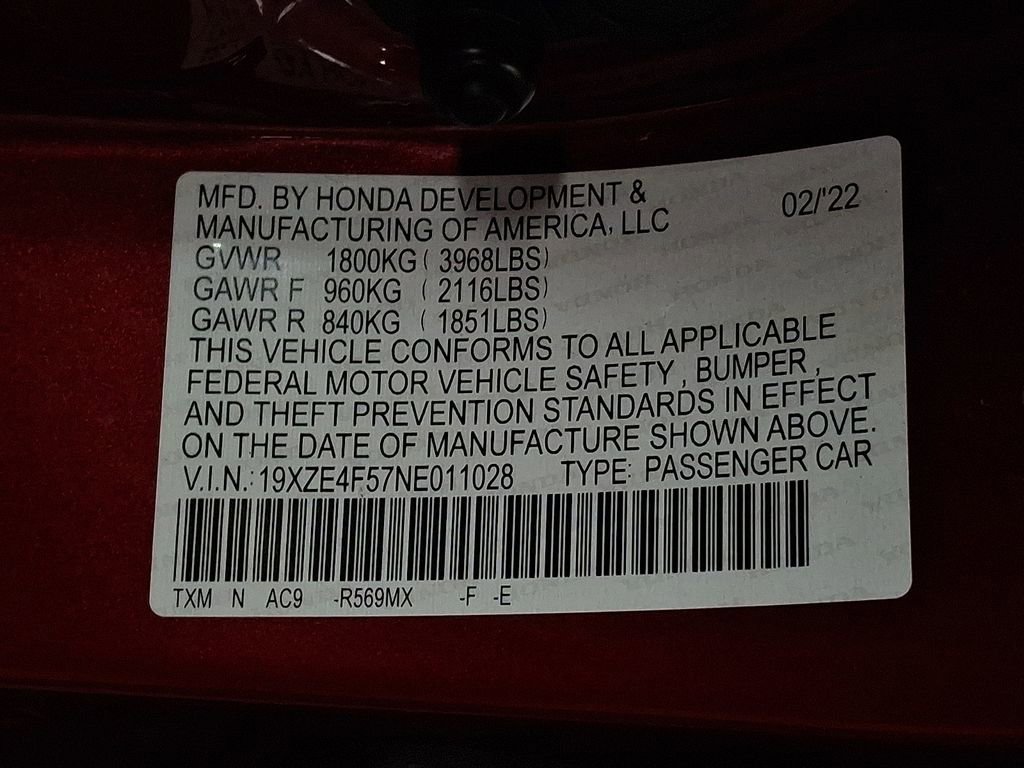 MFD. BY HONDA DEVELOPMENT &
MANUFACTURING OF AMERICA, LLC 02/'22
GVWR 1800KG ( 3968LBS)
GAWR F 960KG ( 2116LBS)
GAWR R 840KG ( 1851LBS)
THIS VEHICLE CONFORMS TO ALL APPLICABLE
FEDERAL MOTOR VEHICLE SAFETY, BUMPER,
AND THEFT PREVENTION STANDARDS IN EFFECT
ON THE DATE OF MANUFACTURE SHOWN ABOVE.
V.I.N.: 19XZE4F57NE011028 TYPE: PASSENGER CAR
TXM N AC9 -R569MX -F -E